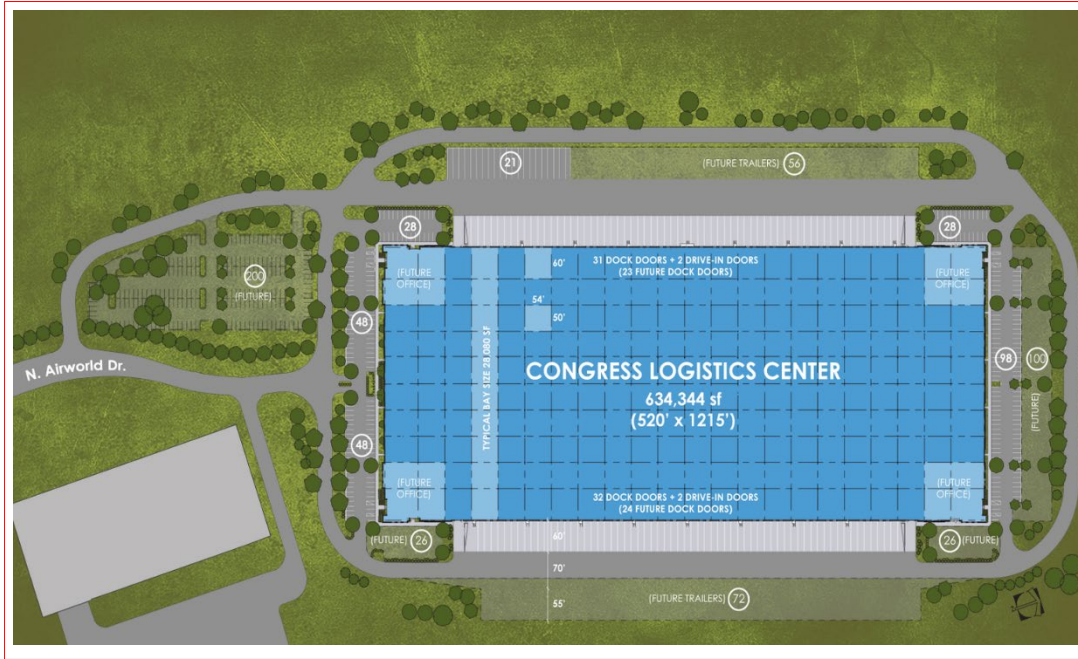 21
(FUTURE TRAILERS) 56
28
28
200
(FUTURE)
(FUTURE
OFFICE)
60'
31 DOCK DOORS + 2 DRIVE-IN DOORS
(23 FUTURE DOCK DOORS)
(FUTURE
OFFICE)
54'
50'
48
TYPICAL BAY SIZE 28,080 SF
N. Airworld Dr.
CONGRESS LOGISTICS CENTER
634,344 sf
(520' x 1215')
98
100
(FUTURE)
48
(FUTURE
OFFICE)
32 DOCK DOORS + 2 DRIVE-IN DOORS
(24 FUTURE DOCK DOORS)
(FUTURE
OFFICE)
(FUTURE) 26
60'
26 (FUTURE)
70'
55'
(FUTURE TRAILERS) 72